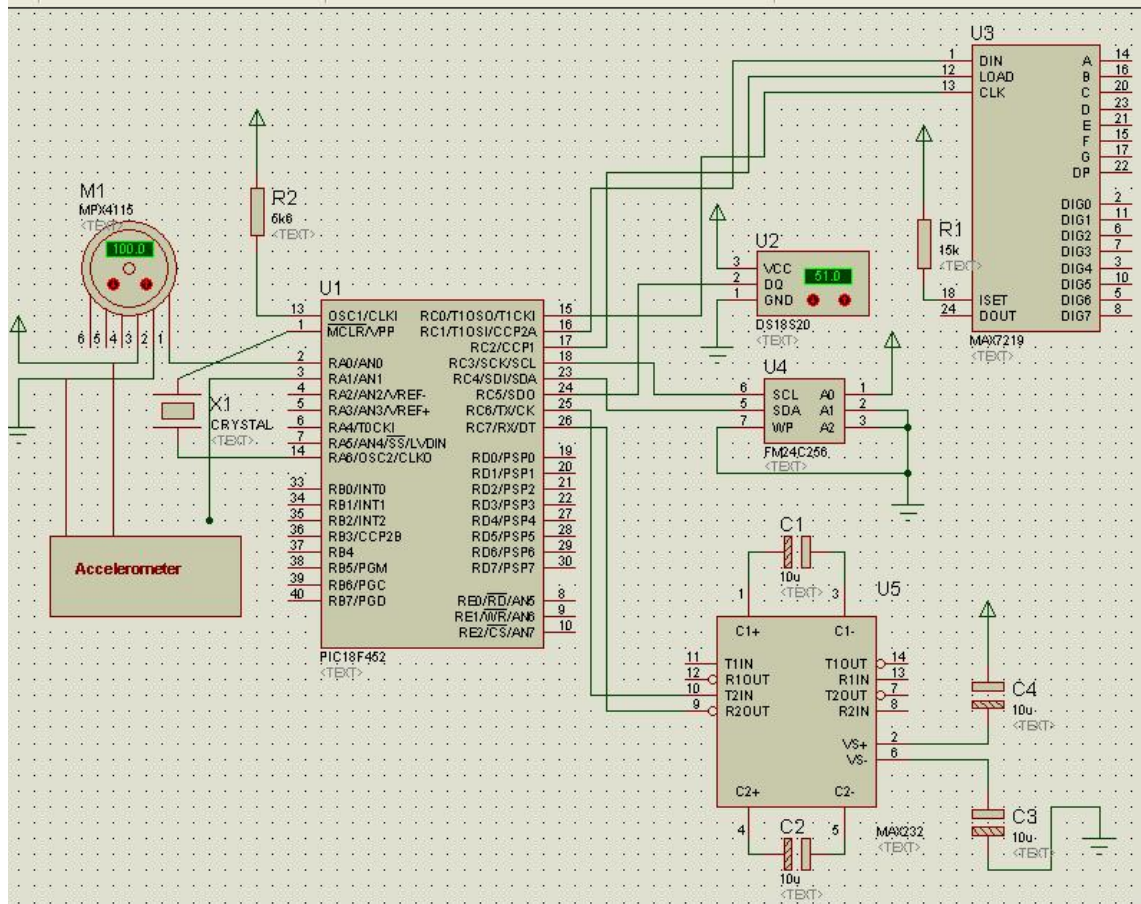 U3
1 DIN A 14
12 LOAD B 16
13 CLK C 20
D 23
E 21
F 15
G 17
DP 22
DIG0 2
DIG1 11
DIG2 6
DIG3 7
DIG4 3
DIG5 10
DIG6 5
18 ISET DIG7 8
24 DOUT
MAX7219
<TEXT>
R1
15k
<TEXT>
M1
MPX4115
<TEXT>
100.0
6 5 4 3 2 1
R2
5k6
<TEXT>
U2
3 VCC
2 DQ
1 GND
51.0
DS18S20
<TEXT>
U1
13 OSC1/CLKI RC0/T1OSO/T1CKI 15
1 MCLR/VPP RC1/T1OSI/CCP2A 16
RC2/CCP1 17
2 RA0/AN0 RC3/SCK/SCL 18
3 RA1/AN1 RC4/SDI/SDA 23
4 RA2/AN2/VREF- RC5/SDO 24
5 RA3/AN3/VREF+ RC6/TX/CK 25
6 RA4/T0CKI RC7/RX/DT 26
7 RA5/AN4/SS/LVDIN
14 RA6/OSC2/CLKO RD0/PSP0 19
RD1/PSP1 20
33 RB0/INT0 RD2/PSP2 21
34 RB1/INT1 RD3/PSP3 22
35 RB2/INT2 RD4/PSP4 27
36 RB3/CCP2B RD5/PSP5 28
37 RB4 RD6/PSP6 29
38 RB5/PGM RD7/PSP7 30
39 RB6/PGC
40 RB7/PGD RE0/RD/AN5 8
RE1/WR/AN6 9
RE2/CS/AN7 10
PIC18F452
<TEXT>
X1
CRYSTAL
<TEXT>
Accelerometer
U4
6 SCL A0 1
5 SDA A1 2
7 WP A2 3
FM24C256
<TEXT>
C1
10u
<TEXT>
U5
1 3
C1+ C1-
11 T1IN T1OUT 14
12 R1OUT R1IN 13
10 T2IN T2OUT 7
9 R2OUT R2IN 8
VS+ 2
VS- 6
C2+ C2-
4 5
MAX232
<TEXT>
C2
10u
<TEXT>
C4
10u
<TEXT>
C3
10u
<TEXT>